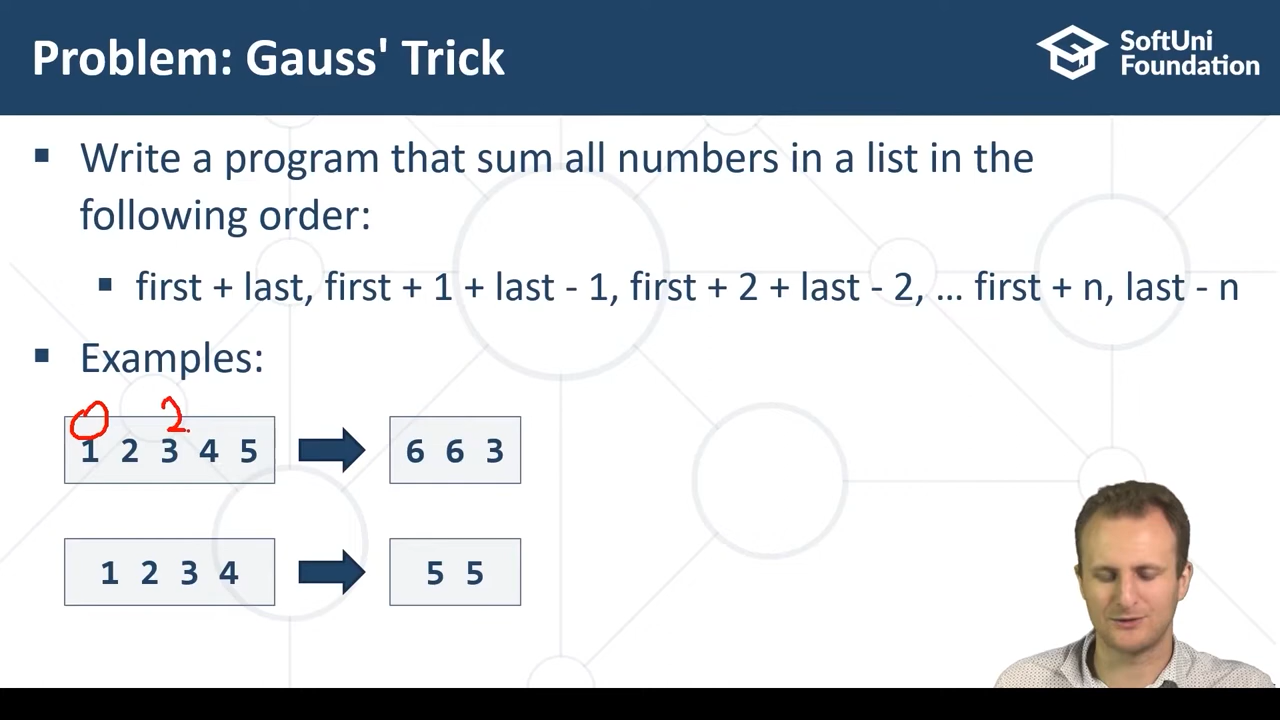 Problem: Gauss' Trick
SoftUni
Foundation
Write a program that sum all numbers in a list in the
following order:
first + last, first + 1 + last - 1, first + 2 + last - 2, … first + n, last - n
Examples:
0 2
1 2 3 4 5
6 6 3
1 2 3 4
5 5